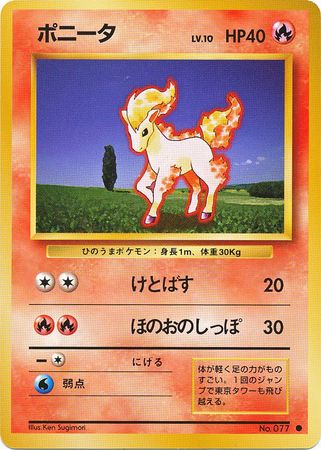 ポニータ LV.10 HP40
ひのうまポケモン：身長1m、体重30Kg
けとばす 20
ほのおのしっぽ 30
ー にげる
弱点
体が軽く足の力がも
のすごい。1回のジャン
プで東京タワーも飛び
越える。
Illus.Ken Sugimori No.077